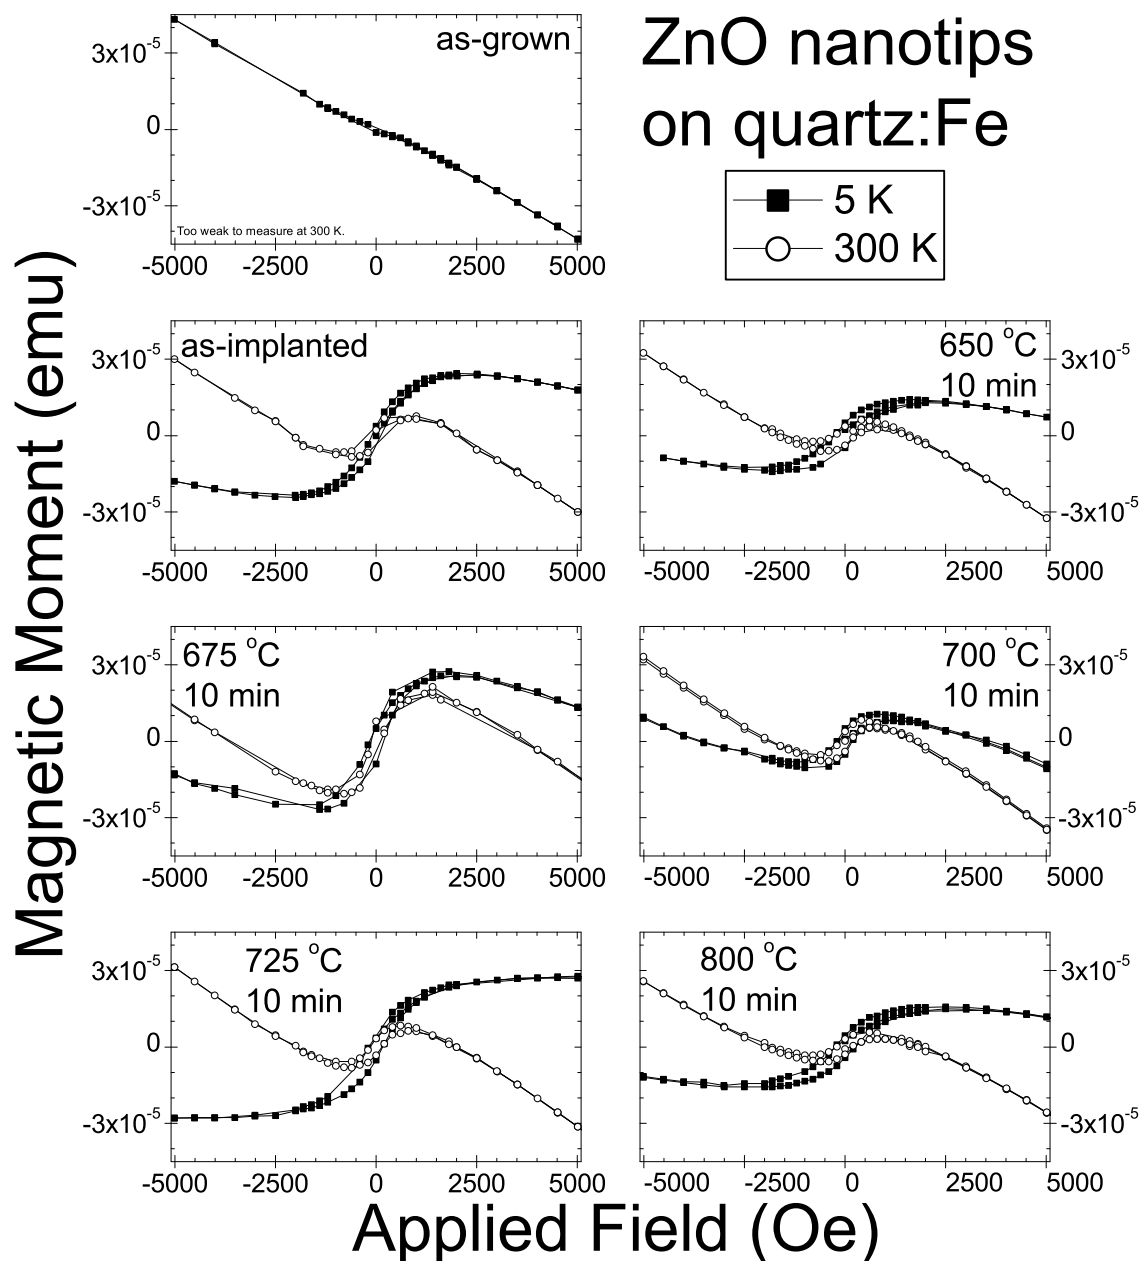 ZnO nanotips
on quartz:Fe
5 K
300 K
Magnetic Moment (emu)
as-grown
3x10⁻⁵
0
-3x10⁻⁵
Too weak to measure at 300 K.
-5000 -2500 0 2500 5000
as-implanted
3x10⁻⁵
0
-3x10⁻⁵
-5000 -2500 0 2500 5000
650 °C
10 min
3x10⁻⁵
0
-3x10⁻⁵
-5000 -2500 0 2500 5000
675 °C
10 min
3x10⁻⁵
0
-3x10⁻⁵
-5000 -2500 0 2500 5000
700 °C
10 min
3x10⁻⁵
0
-3x10⁻⁵
-5000 -2500 0 2500 5000
725 °C
10 min
3x10⁻⁵
0
-3x10⁻⁵
-5000 -2500 0 2500 5000
800 °C
10 min
3x10⁻⁵
0
-3x10⁻⁵
-5000 -2500 0 2500 5000
Applied Field (Oe)